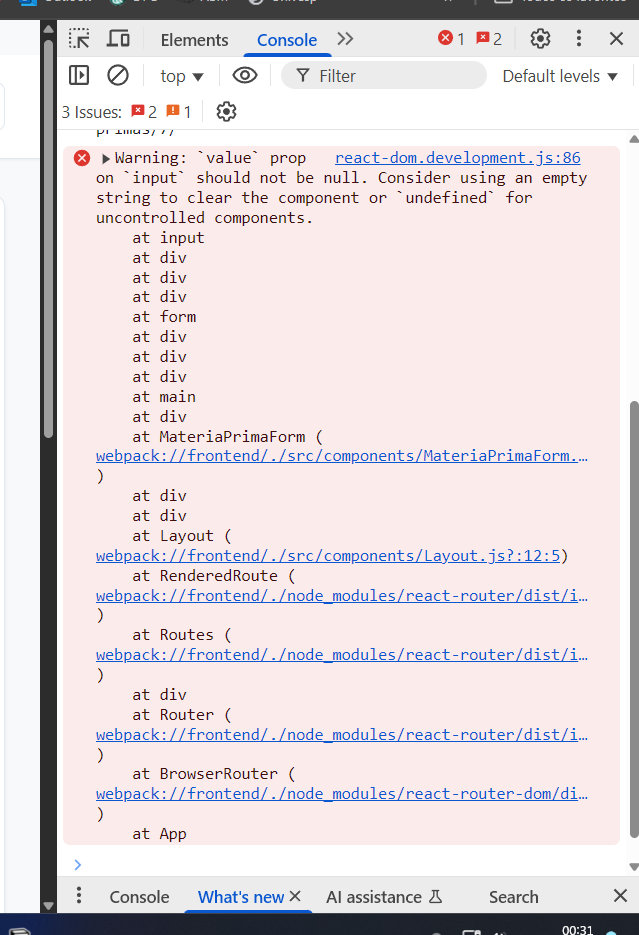 Elements
Console
1
2
top
Filter
Default levels
3 Issues:
2
1
primas/7/
Warning: `value` prop react-dom.development.js:86
on `input` should not be null. Consider using an empty
string to clear the component or `undefined` for
uncontrolled components.
at input
at div
at div
at div
at form
at div
at div
at div
at main
at div
at MateriaPrimaForm (
webpack://frontend/./src/components/MateriaPrimaForm.…
)
at div
at div
at Layout (
webpack://frontend/./src/components/Layout.js?:12:5)
at RenderedRoute (
webpack://frontend/./node_modules/react-router/dist/i…
)
at Routes (
webpack://frontend/./node_modules/react-router/dist/i…
)
at div
at Router (
webpack://frontend/./node_modules/react-router/dist/i…
)
at BrowserRouter (
webpack://frontend/./node_modules/react-router-dom/di…
)
at App
Console
What's new
AI assistance
Search
00:31